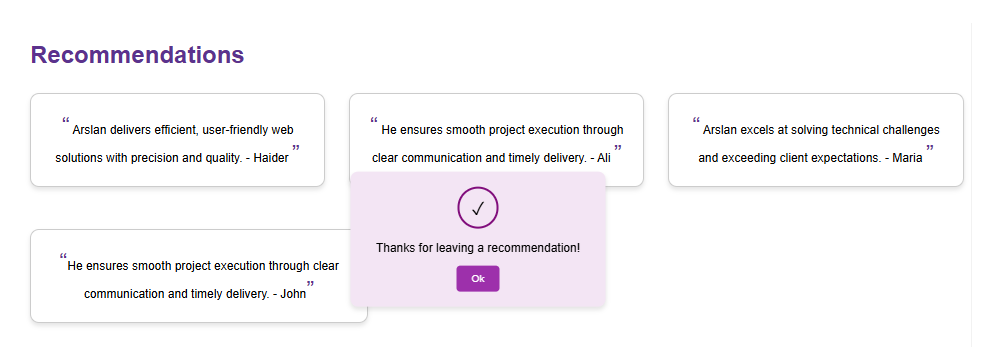 Recommendations
“ Arslan delivers efficient, user-friendly web
solutions with precision and quality. - Haider ”
“ He ensures smooth project execution through
clear communication and timely delivery. - Ali ”
“ Arslan excels at solving technical challenges
and exceeding client expectations. - Maria ”
“He ensures smooth project execution through clear
communication and timely delivery. - John”
✓
Thanks for leaving a recommendation!
Ok